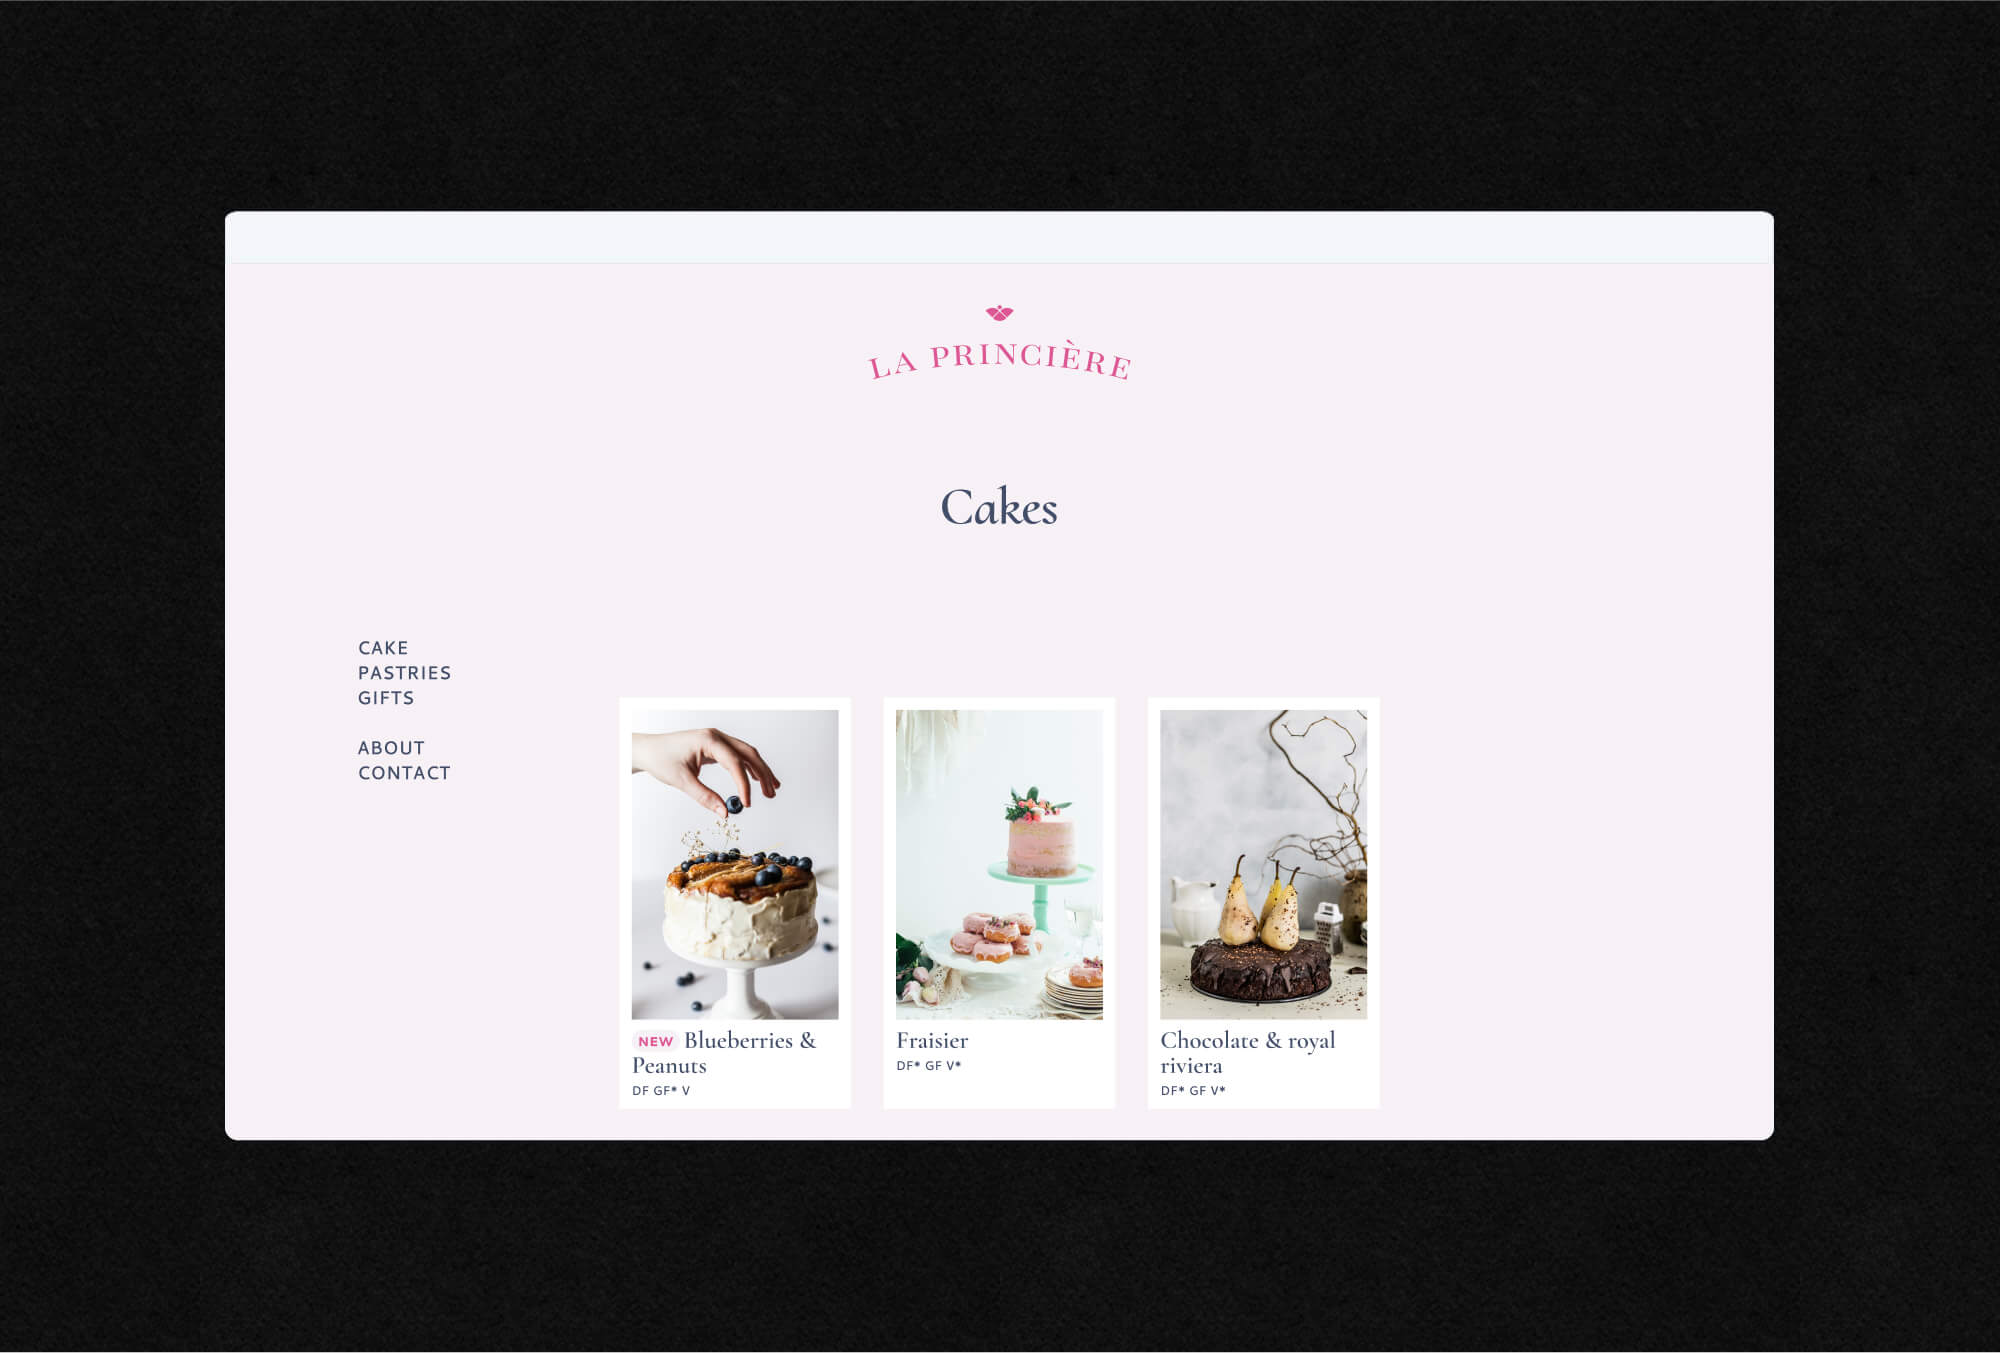 LA PRINCIÈRE
Cakes
CAKE
PASTRIES
GIFTS
ABOUT
CONTACT
NEW Blueberries &
Peanuts
DF GF* V
Fraisier
DF* GF V*
Chocolate & royal
riviera
DF* GF V*